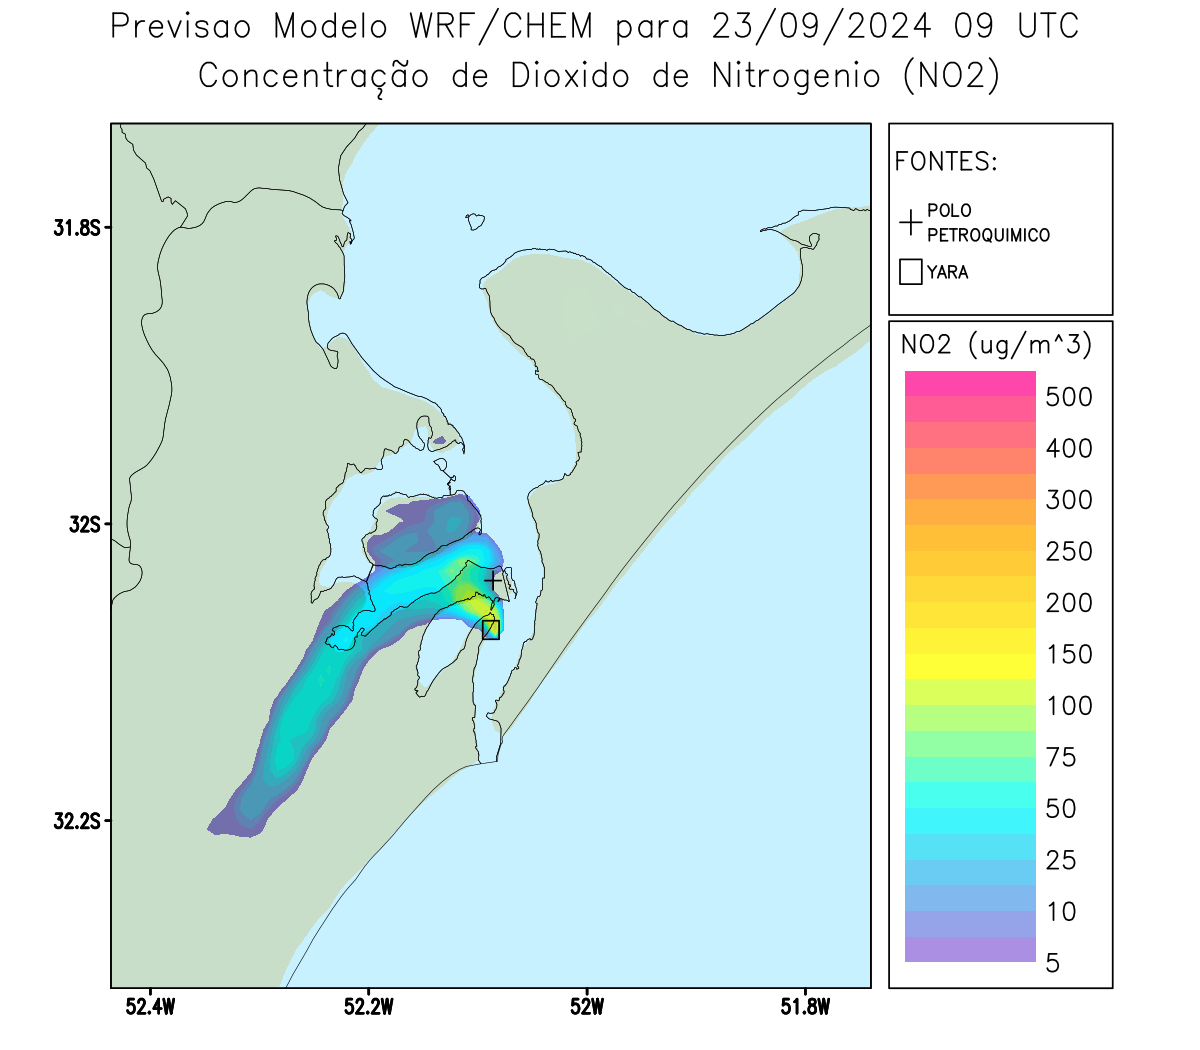 Previsao Modelo WRF/CHEM para 23/09/2024 09 UTC
Concentração de Dioxido de Nitrogenio (NO2)
FONTES:
POLO
PETROQUIMICO
YARA
NO2 (ug/m^3)
500
400
300
250
200
150
100
75
50
25
10
5
31.8S
32S
32.2S
52.4W
52.2W
52W
51.8W